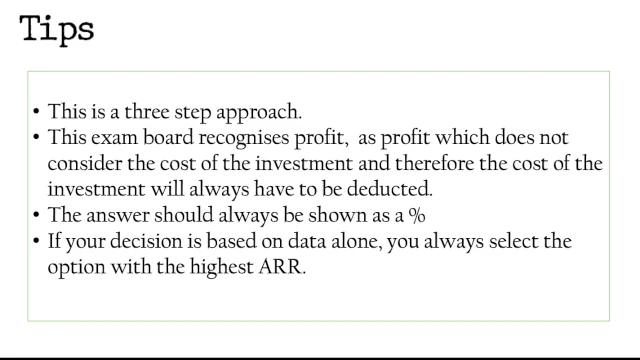 Tips
• This is a three step approach.
• This exam board recognises profit,  as profit which does not
consider the cost of the investment and therefore the cost of the
investment will always have to be deducted.
• The answer should always be shown as a %
• If your decision is based on data alone, you always select the
option with the highest ARR.